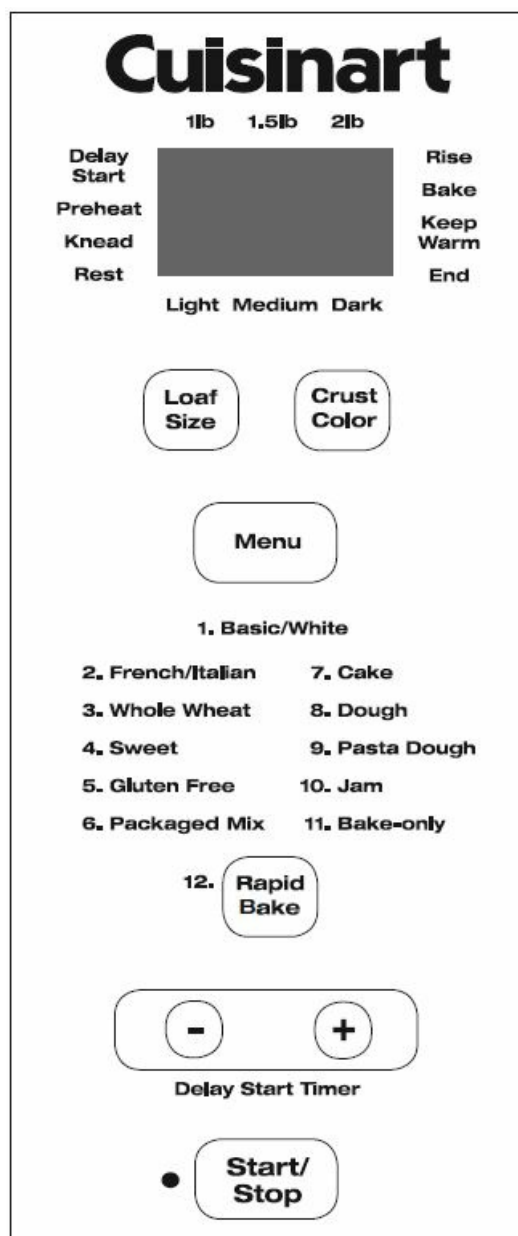 Cuisinart
1lb 1.5lb 2lb
Delay
Start
Preheat
Knead
Rest
Rise
Bake
Keep
Warm
End
Light Medium Dark
Loaf
Size
Crust
Color
Menu
1. Basic/White
2. French/Italian
3. Whole Wheat
4. Sweet
5. Gluten Free
6. Packaged Mix
7. Cake
8. Dough
9. Pasta Dough
10. Jam
11. Bake-only
12. Rapid
Bake
- +
Delay Start Timer
Start/
Stop